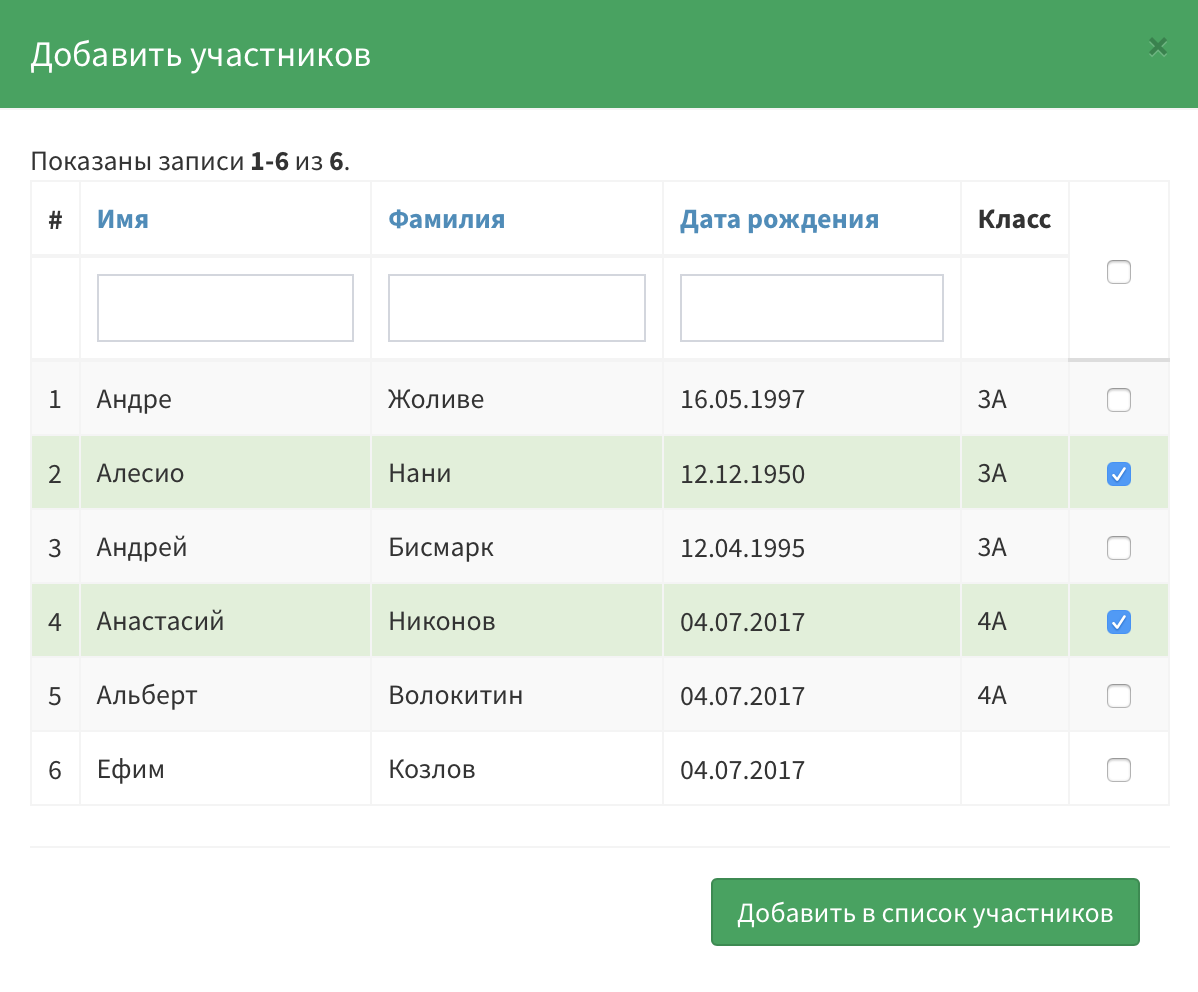 Добавить участников ×
Показаны записи 1-6 из 6.
# Имя Фамилия Дата рождения Класс
1 Андре Жоливе 16.05.1997 3А
2 Алесио Нани 12.12.1950 3А
3 Андрей Бисмарк 12.04.1995 3А
4 Анастасий Никонов 04.07.2017 4А
5 Альберт Волокитин 04.07.2017 4А
6 Ефим Козлов 04.07.2017
Добавить в список участников